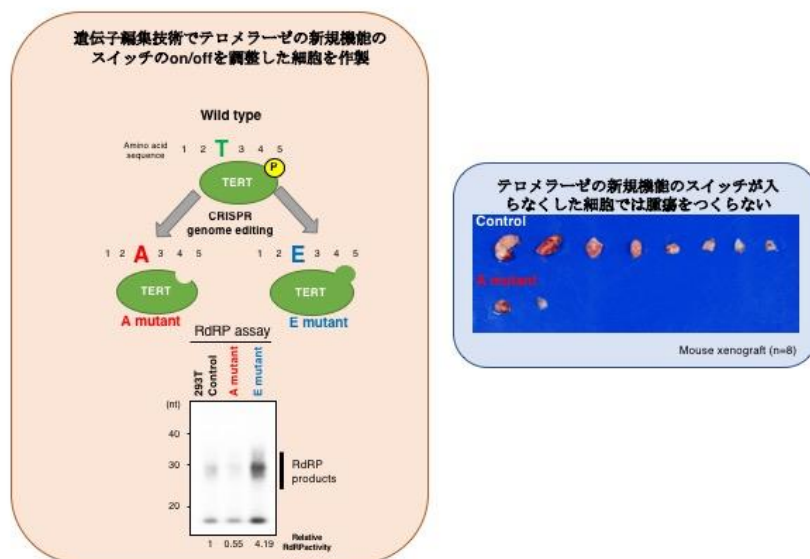 遺伝子編集技術でテロメラーゼの新規機能の
スイッチのon/offを調整した細胞を作製
Wild type
Amino acid
sequence
1 2 T 3 4 5
P
TERT
CRISPR
genome editing
1 2 A 3 4 5
1 2 E 3 4 5
TERT
TERT
A mutant
E mutant
RdRP assay
293T
Control
A mutant
E mutant
(nt)
40
30
20
RdRP
products
1 0.55 4.19
Relative
RdRPactivity
テロメラーゼの新規機能のスイッチが入
らなくした細胞では腫瘍をつくらない
Control
A mutant
Mouse xenograft (n=8)